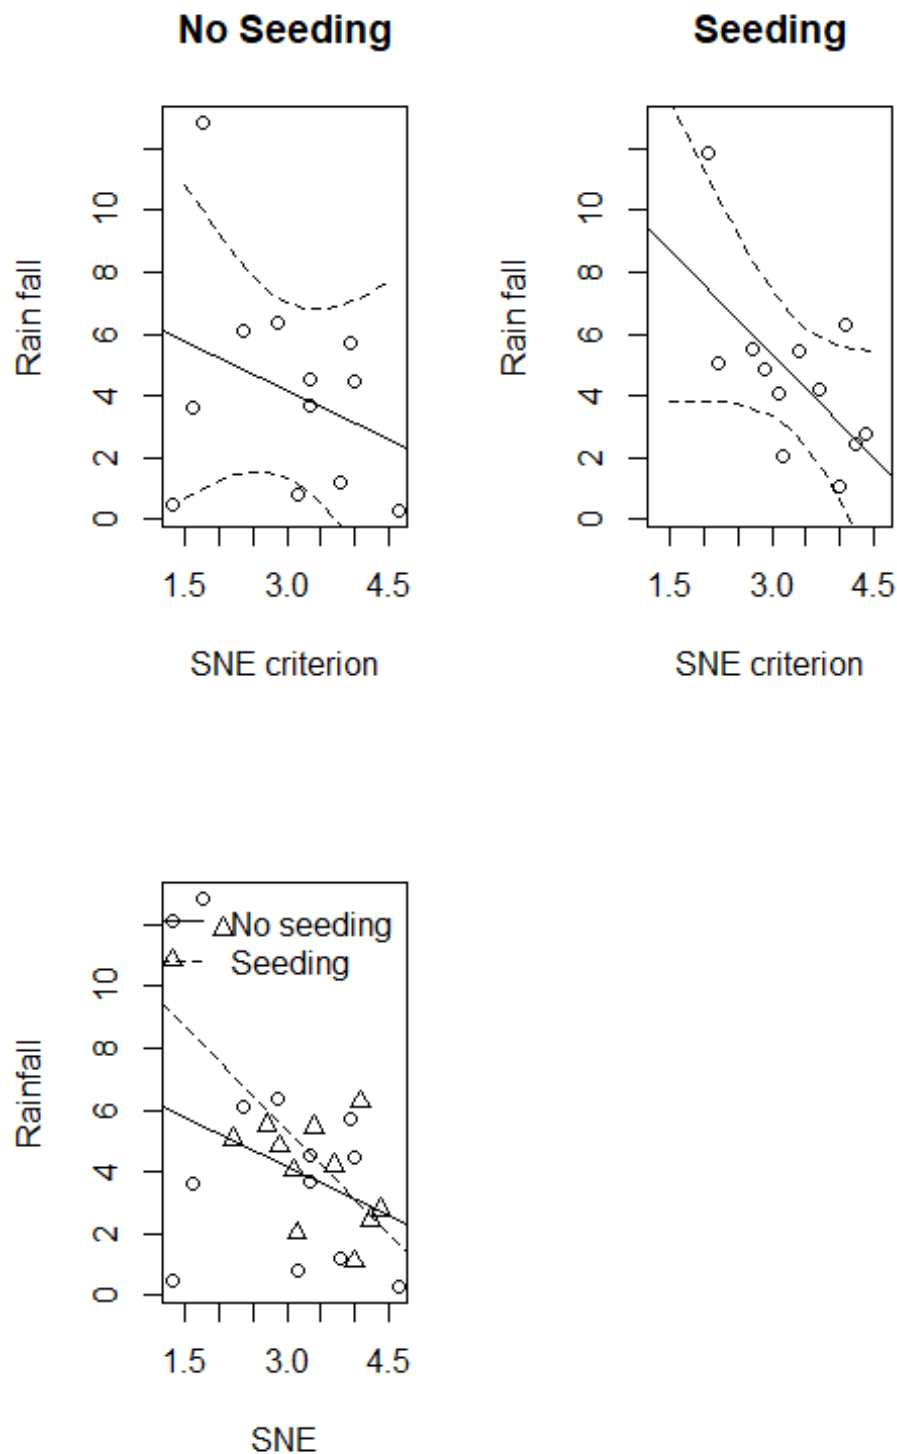 No Seeding
Rain fall
10
8
6
4
2
0
1.5 3.0 4.5
SNE criterion
Seeding
Rain fall
10
8
6
4
2
0
1.5 3.0 4.5
SNE criterion
No seeding
Seeding
Rainfall
10
8
6
4
2
0
1.5 3.0 4.5
SNE